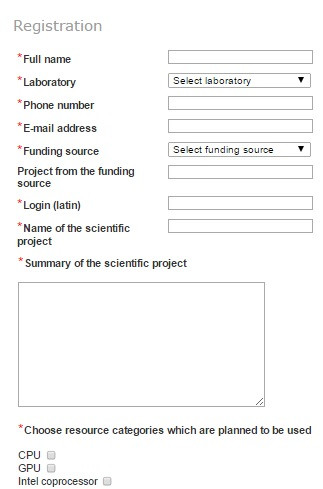 Registration
*Full name
*Laboratory Select laboratory
*Phone number
*E-mail address
*Funding source Select funding source
Project from the funding
source
*Login (latin)
*Name of the scientific
project
*Summary of the scientific project
*Choose resource categories which are planned to be used
CPU
GPU
Intel coprocessor